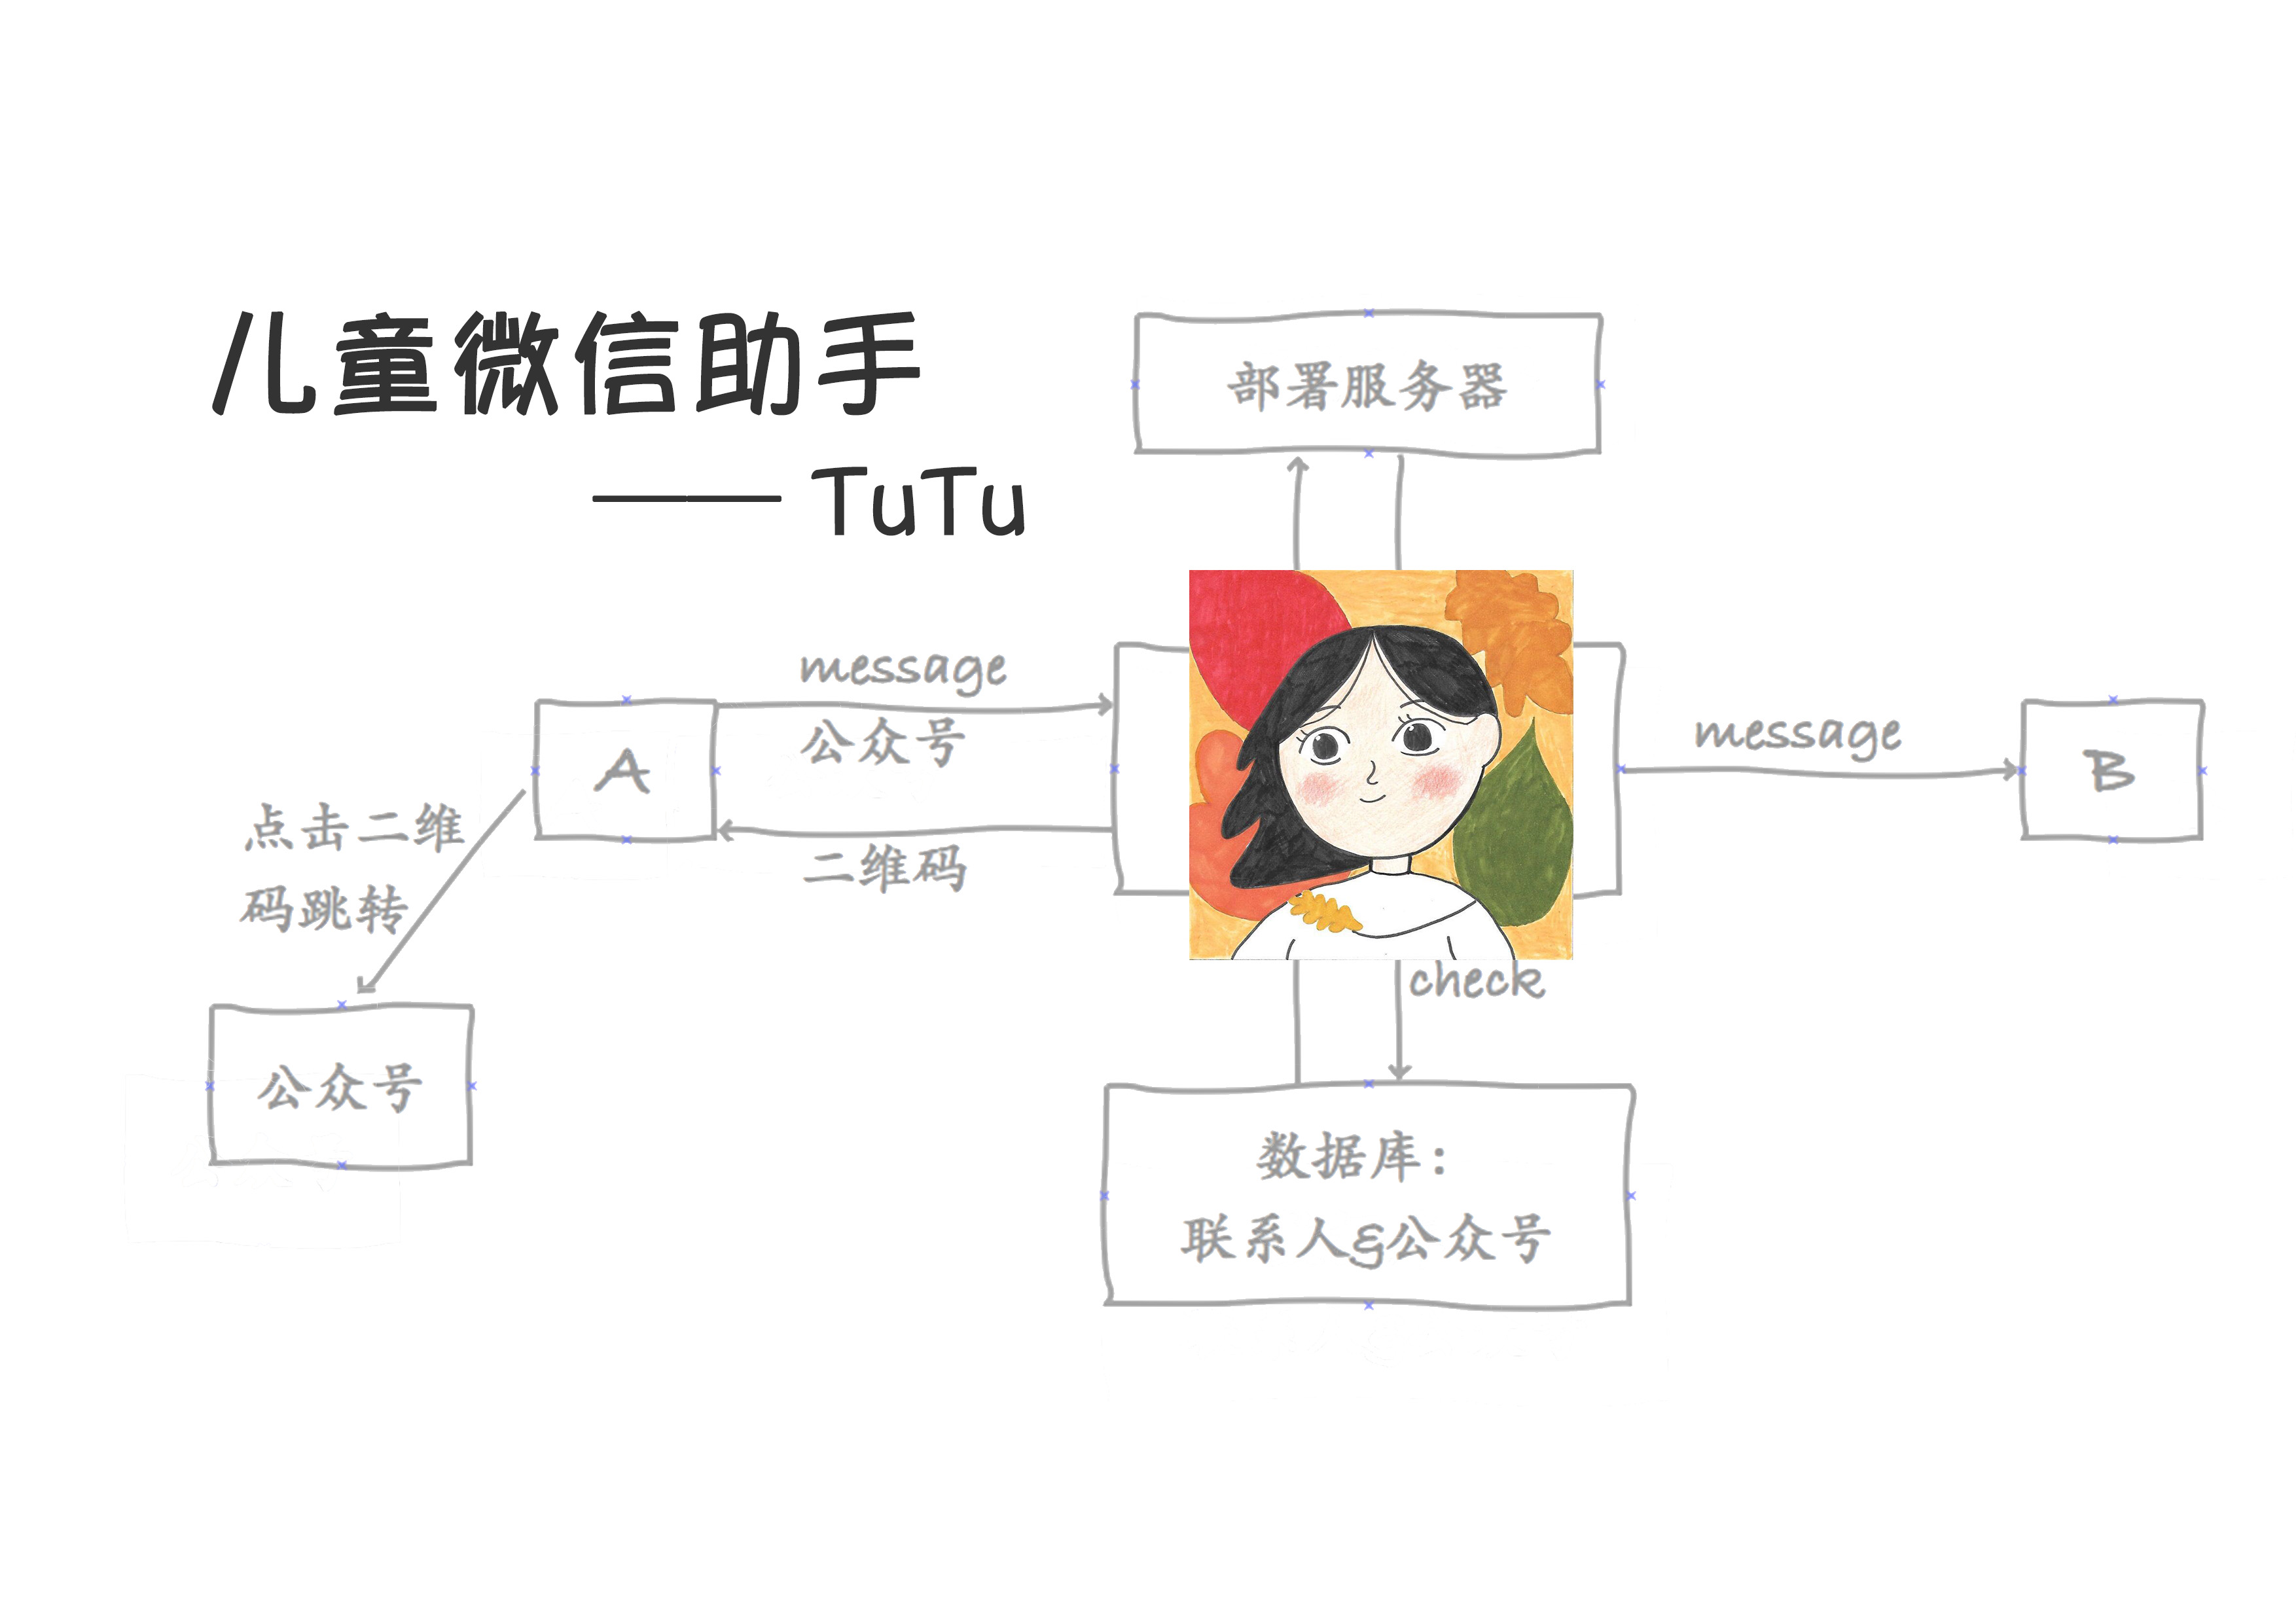 儿童微信助手
—— TuTu
部署服务器
message
公众号
A
二维码
message
B
点击二维
码跳转
公众号
check
数据库：
联系人&公众号